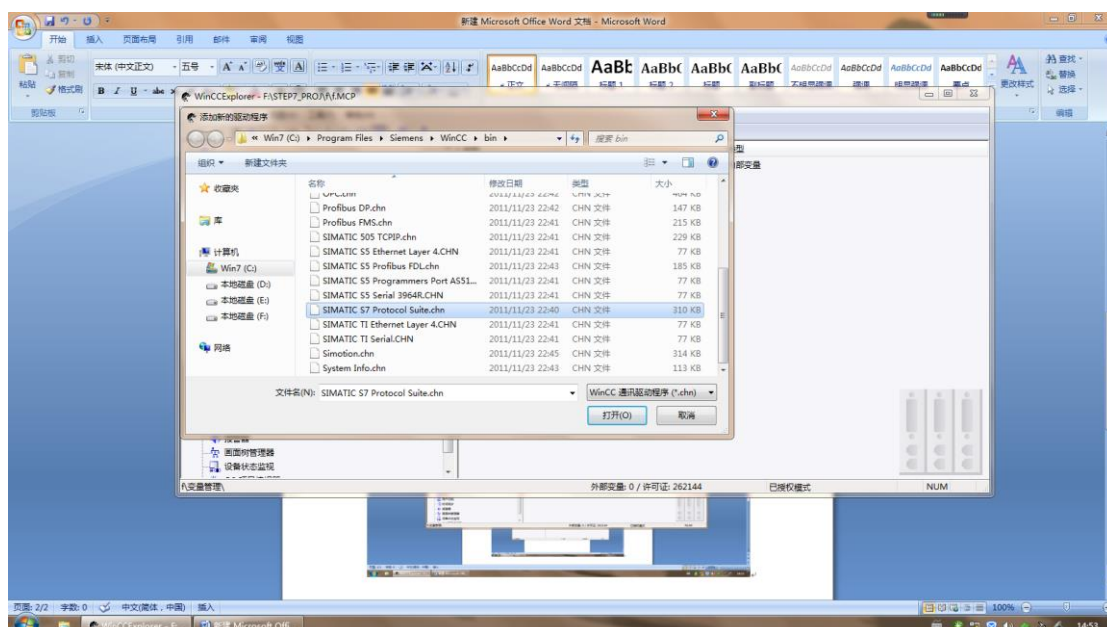 新建 Microsoft Office Word 文档 - Microsoft Word
开始 插入 页面布局 引用 邮件 审阅 视图
剪切
复制
格式刷
粘贴
剪贴板
宋体 (中文正文) 五号
AaBbCcDd AaBbCcDd AaBb AaBb( AaBb( AaBb( AaBbCcDd AaBbCcDd AaBbCcDd AaBbCcDd
更改样式
查找
替换
选择
编辑
WinCCExplorer - F:\STEP7_PROJ\f\f.MCP
添加新的驱动程序
Win7 (C:) Program Files Siemens WinCC bin
搜索 bin
组织 新建文件夹
部变量
收藏夹
库
计算机
Win7 (C:)
本地磁盘 (D:)
本地磁盘 (E:)
本地磁盘 (F:)
网络
名称 修改日期 类型 大小
Profibus DP.chn 2011/11/23 22:42 CHN 文件 147 KB
Profibus FMS.chn 2011/11/23 22:41 CHN 文件 215 KB
SIMATIC 505 TCPIP.chn 2011/11/23 22:41 CHN 文件 229 KB
SIMATIC S5 Ethernet Layer 4.CHN 2011/11/23 22:41 CHN 文件 77 KB
SIMATIC S5 Profibus FDL.chn 2011/11/23 22:43 CHN 文件 185 KB
SIMATIC S5 Programmers Port AS51... 2011/11/23 22:41 CHN 文件 77 KB
SIMATIC S5 Serial 3964R.CHN 2011/11/23 22:41 CHN 文件 77 KB
SIMATIC S7 Protocol Suite.chn 2011/11/23 22:40 CHN 文件 310 KB
SIMATIC TI Ethernet Layer 4.CHN 2011/11/23 22:41 CHN 文件 77 KB
SIMATIC TI Serial.CHN 2011/11/23 22:41 CHN 文件 77 KB
Simotion.chn 2011/11/23 22:45 CHN 文件 314 KB
System Info.chn 2011/11/23 22:43 CHN 文件 113 KB
文件名(N): SIMATIC S7 Protocol Suite.chn WinCC 通讯驱动程序 (*.chn)
打开(O) 取消
画面树管理器
设备状态监视
f\变量管理\ 外部变量: 0 / 许可证: 262144 已授权模式 NUM
页面: 2/2 字数: 0 中文(简体，中国) 插入 100%
WinCCExplorer - F:... 新建 Microsoft Offi... 14:53